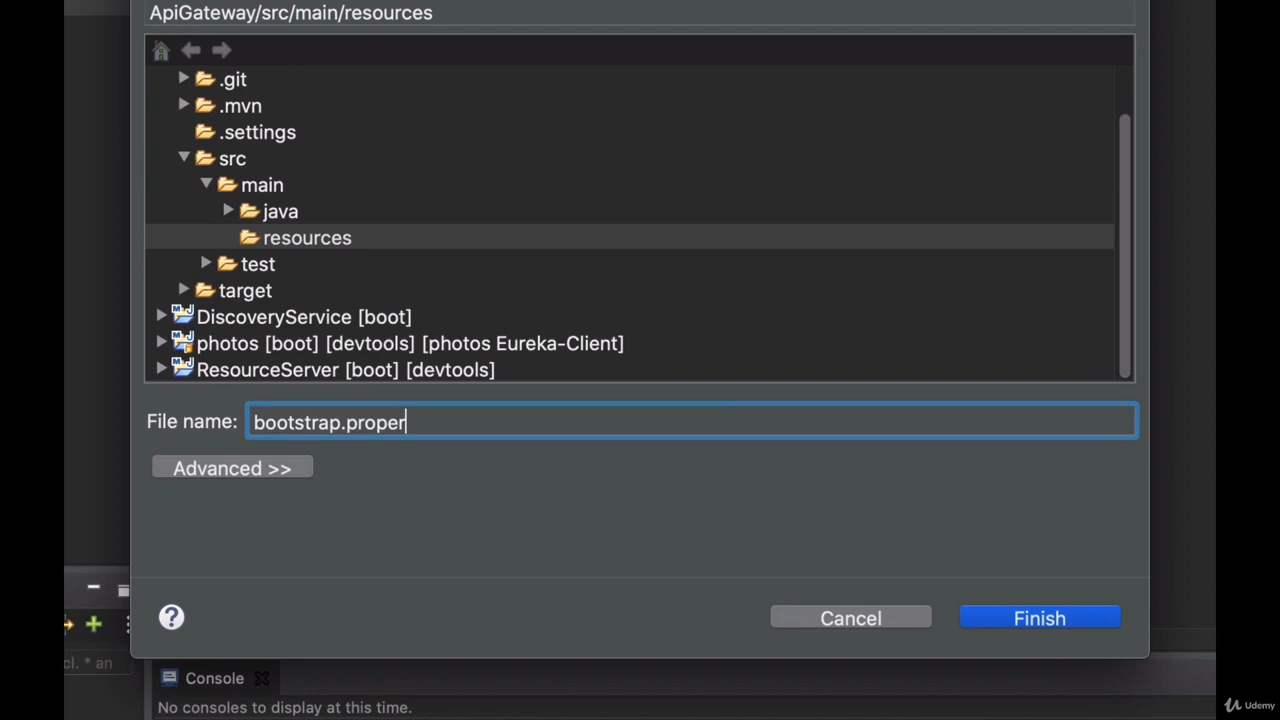 ApiGateway/src/main/resources
.git
.mvn
.settings
src
main
java
resources
test
target
DiscoveryService [boot]
photos [boot] [devtools] [photos Eureka-Client]
ResourceServer [boot] [devtools]
File name: bootstrap.proper
Advanced >>
?
Cancel
Finish
cl. * an
Console
No consoles to display at this time.
Udemy